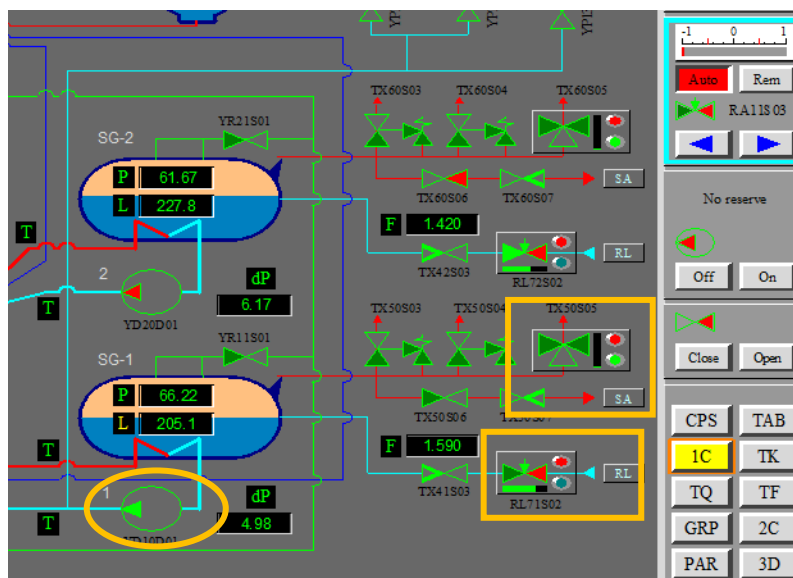 -1 0 1
Auto Rem
RA11S03
No reserve
Off On
Close Open
CPS TAB
1C TK
TQ TF
GRP 2C
PAR 3D
TX60S03 TX60S04 TX60S05
YR21S01
SG-2
P 61.67
L 227.8
TX60S06 TX60S07 SA
F 1.420
T
TX42S03 RL72S02 RL
2
dP
6.17
T
YD20D01
TX50S03 TX50S04 TX50S05
YR11S01
SG-1
P 66.22
L 205.1
TX50S06 TX50S07 SA
F 1.590
T
TX41S03 RL71S02 RL
1
dP
4.98
T
YD10D01